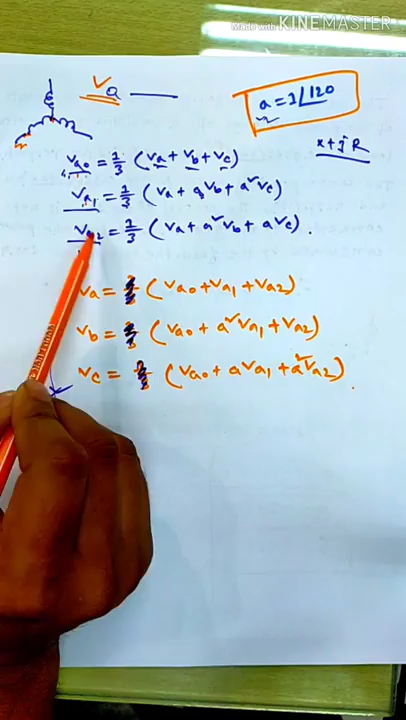 Made with KINEMASTER
Va
a = 1∠120
x+jR
Va0 = 1/3 (Va + Vb + Vc)
Va1 = 1/3 (Va + aVb + a²Vc)
Va2 = 1/3 (Va + a²Vb + aVc).
Va = (Va0 + Va1 + Va2)
Vb = (Va0 + a²Va1 + Va2)
Vc = (Va0 + aVa1 + a²Va2).